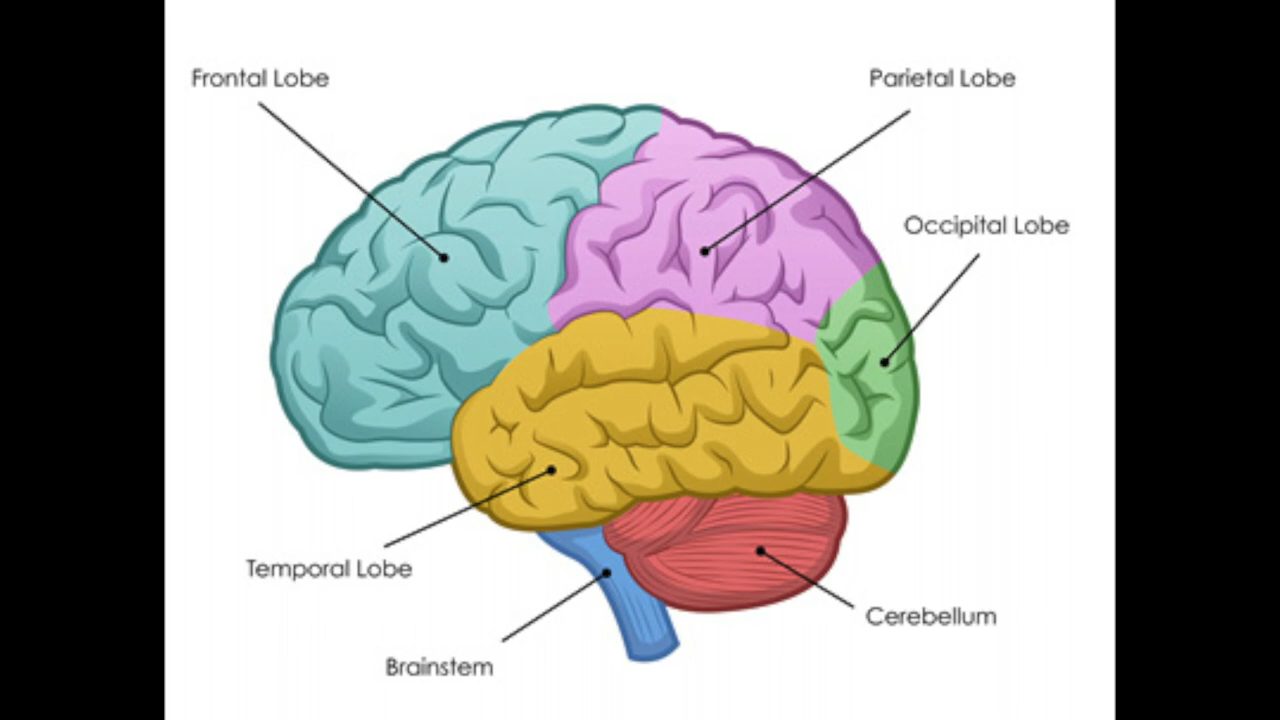 Frontal Lobe
Parietal Lobe
Occipital Lobe
Temporal Lobe
Cerebellum
Brainstem